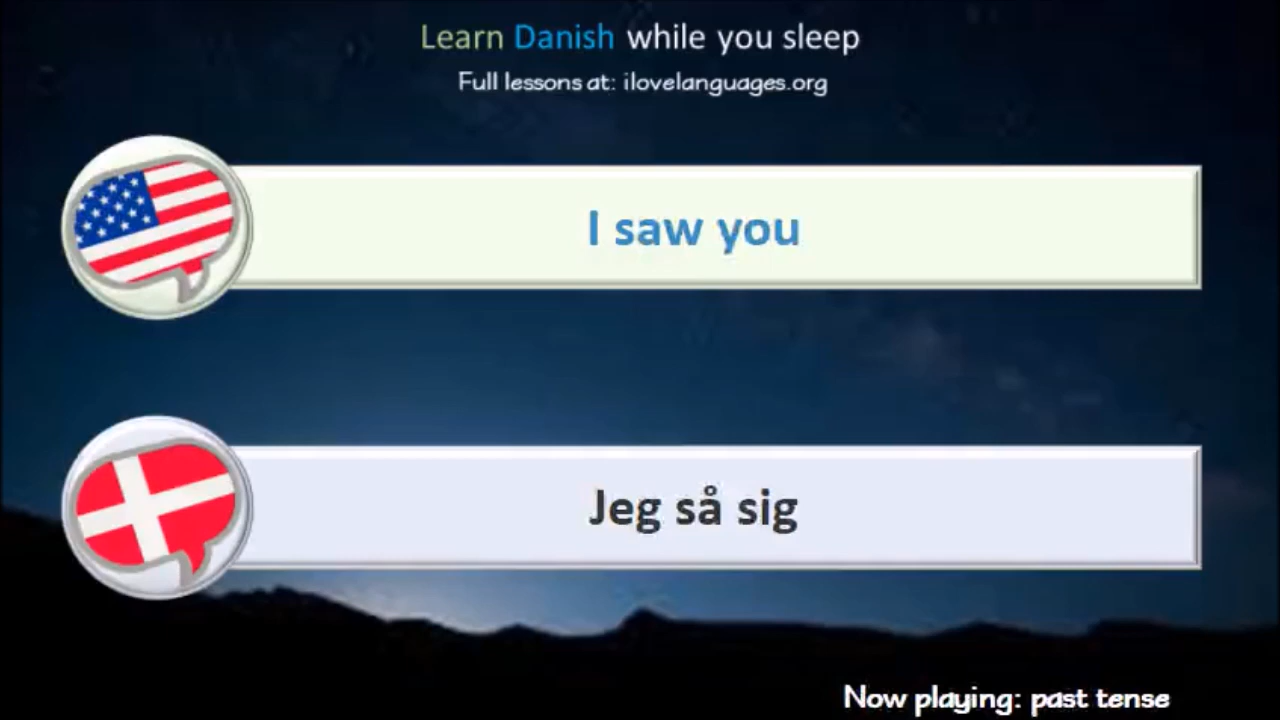 Learn Danish while you sleep
Full lessons at: ilovelanguages.org
I saw you
Jeg så sig
Now playing: past tense